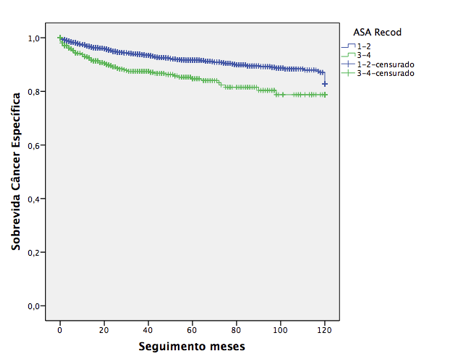 ASA Recod
1-2
3-4
1-2-censurado
3-4-censurado
1,0
0,8
0,6
0,4
0,2
0,0
Sobrevida Câncer Específica
0 20 40 60 80 100 120
Seguimento meses